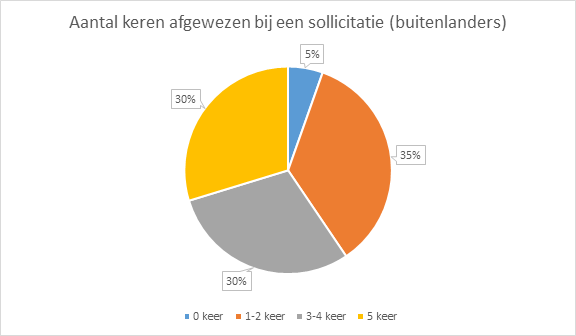 Aantal keren afgewezen bij een sollicitatie (buitenlanders)
5%
30%
35%
30%
0 keer 1-2 keer 3-4 keer 5 keer